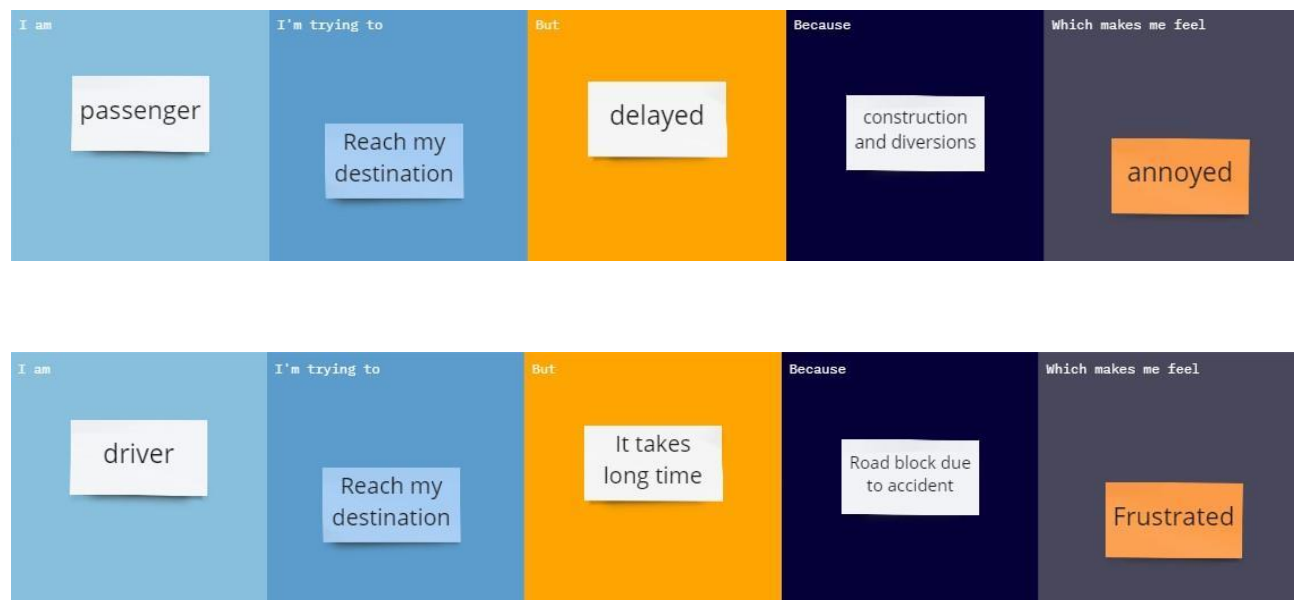 I am
I'm trying to
But
Because
Which makes me feel
passenger
Reach my
destination
delayed
construction
and diversions
annoyed
I am
I'm trying to
But
Because
Which makes me feel
driver
Reach my
destination
It takes
long time
Road block due
to accident
Frustrated